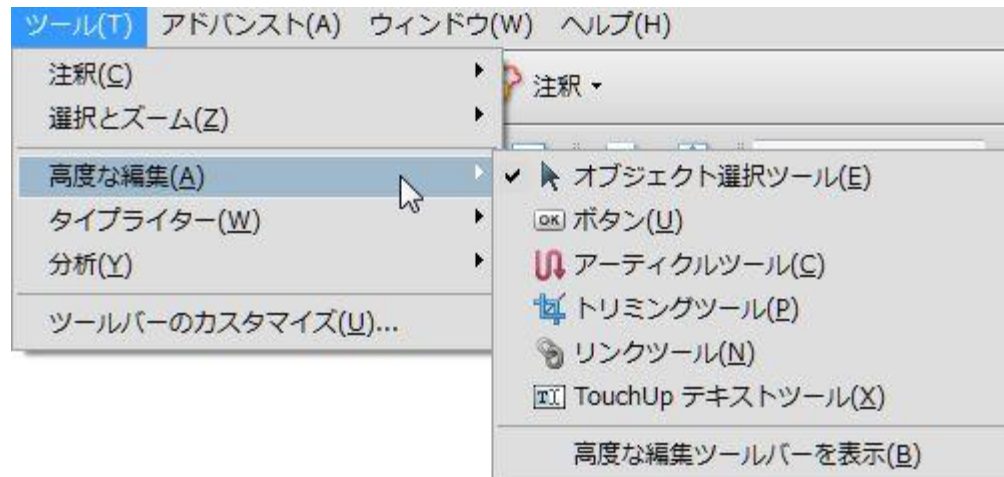 ツール(T) アドバンスト(A) ウィンドウ(W) ヘルプ(H)
注釈(C)
選択とズーム(Z)
高度な編集(A)
タイプライター(W)
分析(Y)
ツールバーのカスタマイズ(U)...
注釈
オブジェクト選択ツール(E)
OK ボタン(U)
アーティクルツール(C)
トリミングツール(P)
リンクツール(N)
TouchUp テキストツール(X)
高度な編集ツールバーを表示(B)